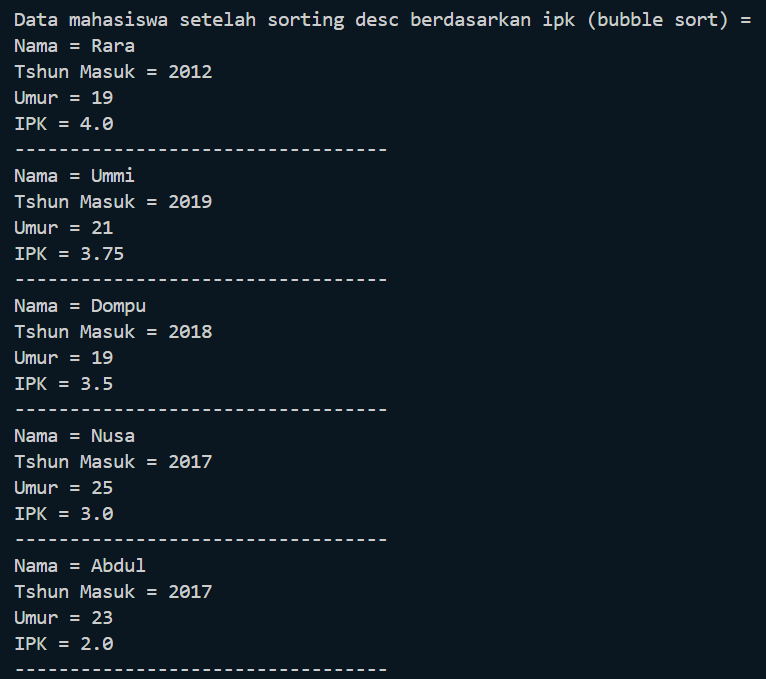 Data mahasiswa setelah sorting desc berdasarkan ipk (bubble sort) =
Nama = Rara
Tshun Masuk = 2012
Umur = 19
IPK = 4.0
----------------------------------
Nama = Ummi
Tshun Masuk = 2019
Umur = 21
IPK = 3.75
----------------------------------
Nama = Dompu
Tshun Masuk = 2018
Umur = 19
IPK = 3.5
----------------------------------
Nama = Nusa
Tshun Masuk = 2017
Umur = 25
IPK = 3.0
----------------------------------
Nama = Abdul
Tshun Masuk = 2017
Umur = 23
IPK = 2.0
----------------------------------